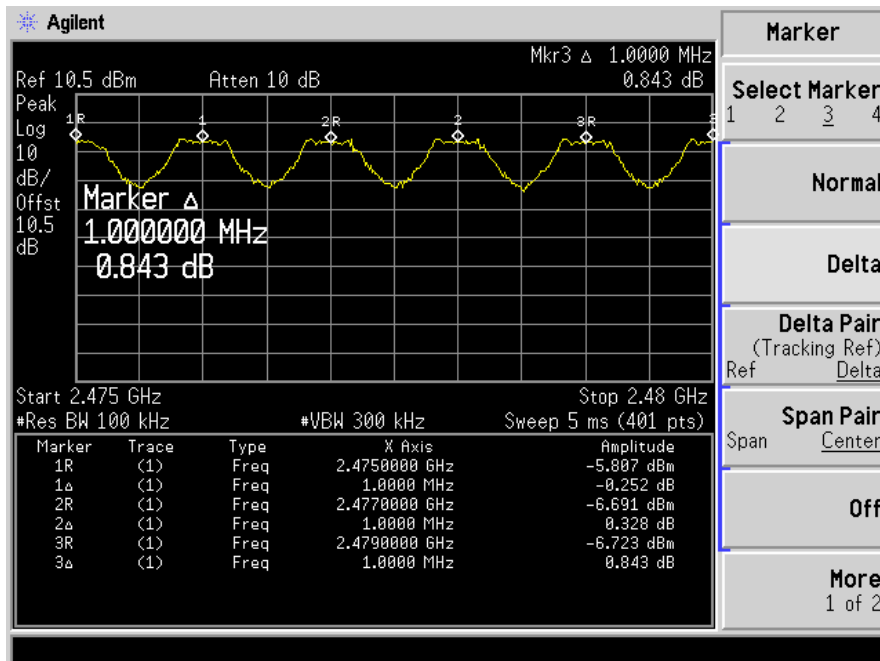 Agilent
Marker
Mkr3 Δ 1.0000 MHz
Ref 10.5 dBm Atten 10 dB 0.843 dB
Peak
Log
10
dB/
Offst
10.5
dB
1R 1 2R 2 3R 3
Marker Δ
1.000000 MHz
0.843 dB
Start 2.475 GHz Stop 2.48 GHz
#Res BW 100 kHz #VBW 300 kHz Sweep 5 ms (401 pts)
Marker Trace Type X Axis Amplitude
1R (1) Freq 2.4750000 GHz -5.807 dBm
1Δ (1) Freq 1.0000 MHz -0.252 dB
2R (1) Freq 2.4770000 GHz -6.691 dBm
2Δ (1) Freq 1.0000 MHz 0.328 dB
3R (1) Freq 2.4790000 GHz -6.723 dBm
3Δ (1) Freq 1.0000 MHz 0.843 dB
Select Marker
1 2 3 4
Normal
Delta
Delta Pair
(Tracking Ref)
Ref Delta
Span Pair
Span Center
Off
More
1 of 2